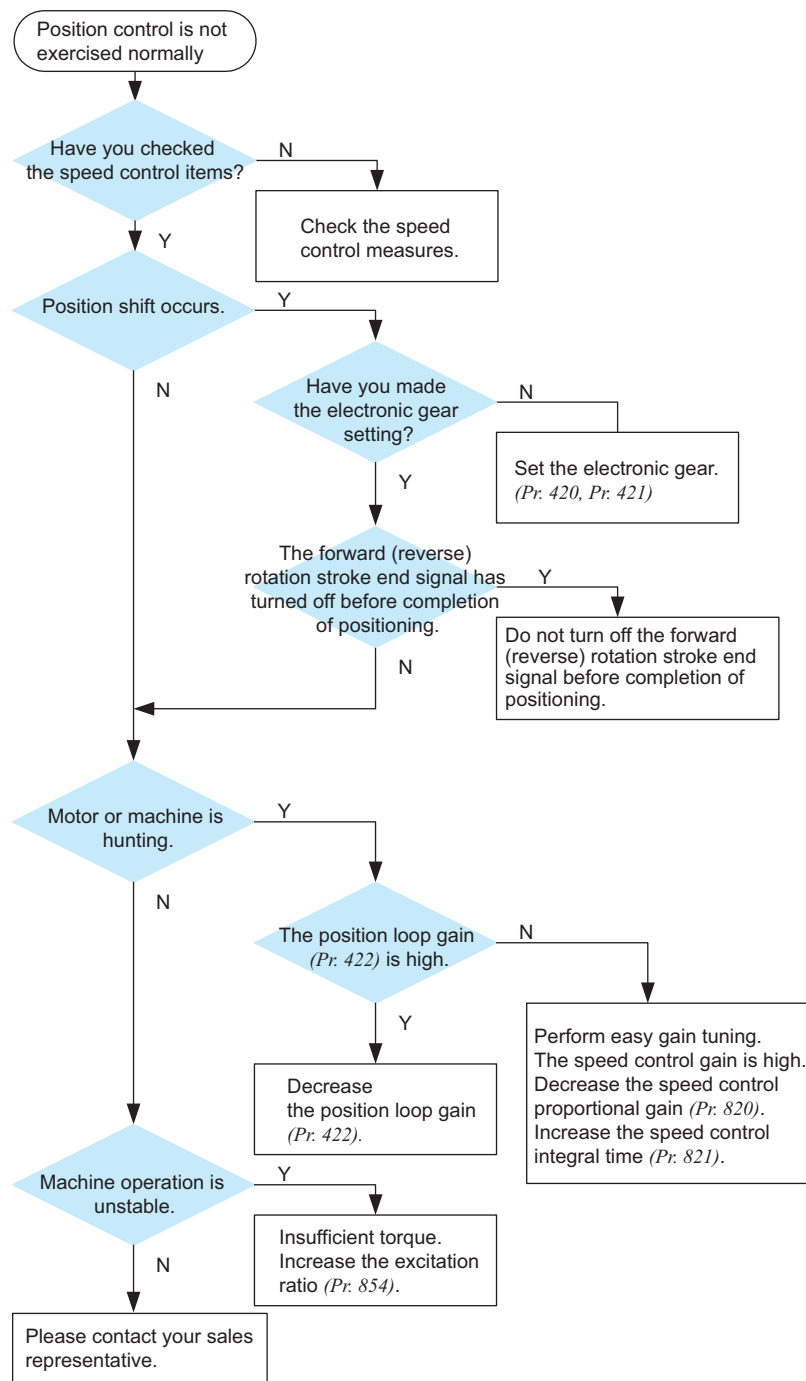 Position control is not
exercised normally
Have you checked
the speed control items?
N
Y
Check the speed
control measures.
Position shift occurs.
Y
N
Have you made
the electronic gear
setting?
N
Y
Set the electronic gear.
(Pr. 420, Pr. 421)
The forward (reverse)
rotation stroke end signal has
turned off before completion
of positioning.
Y
N
Do not turn off the forward
(reverse) rotation stroke end
signal before completion of
positioning.
Motor or machine is
hunting.
Y
N
The position loop gain
(Pr. 422) is high.
N
Y
Perform easy gain tuning.
The speed control gain is high.
Decrease the speed control
proportional gain (Pr. 820).
Increase the speed control
integral time (Pr. 821).
Decrease
the position loop gain
(Pr. 422).
Machine operation is
unstable.
Y
N
Insufficient torque.
Increase the excitation
ratio (Pr. 854).
Please contact your sales
representative.